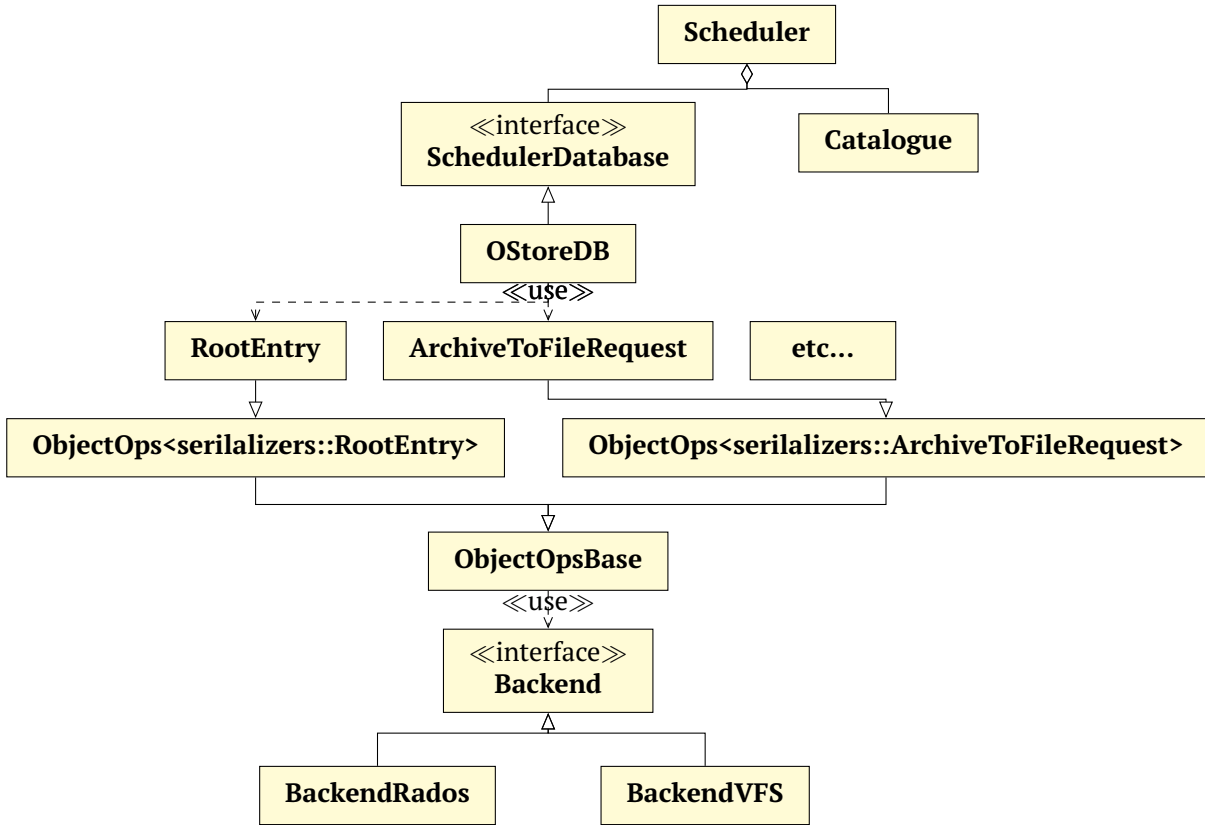 Scheduler
≪interface≫
SchedulerDatabase
Catalogue
OStoreDB
≪use≫
RootEntry
ArchiveToFileRequest
etc...
ObjectOps<serilalizers::RootEntry>
ObjectOps<serilalizers::ArchiveToFileRequest>
ObjectOpsBase
≪use≫
≪interface≫
Backend
BackendRados
BackendVFS